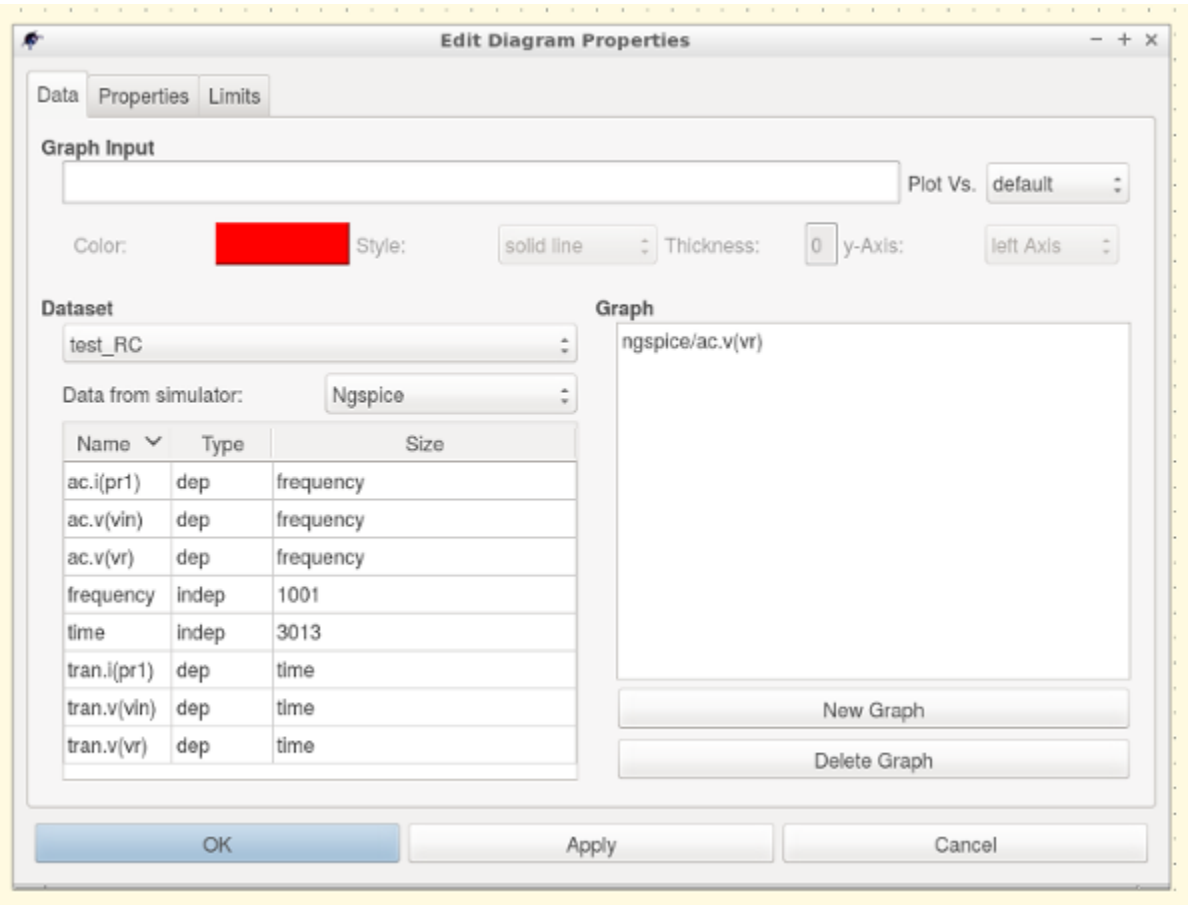 Edit Diagram Properties
Data Properties Limits
Graph Input
Plot Vs. default
Color: Style: solid line Thickness: 0 y-Axis: left Axis
Dataset
test_RC
Data from simulator: Ngspice
Name Type Size
ac.i(pr1) dep frequency
ac.v(vin) dep frequency
ac.v(vr) dep frequency
frequency indep 1001
time indep 3013
tran.i(pr1) dep time
tran.v(vin) dep time
tran.v(vr) dep time
Graph
ngspice/ac.v(vr)
New Graph
Delete Graph
OK Apply Cancel